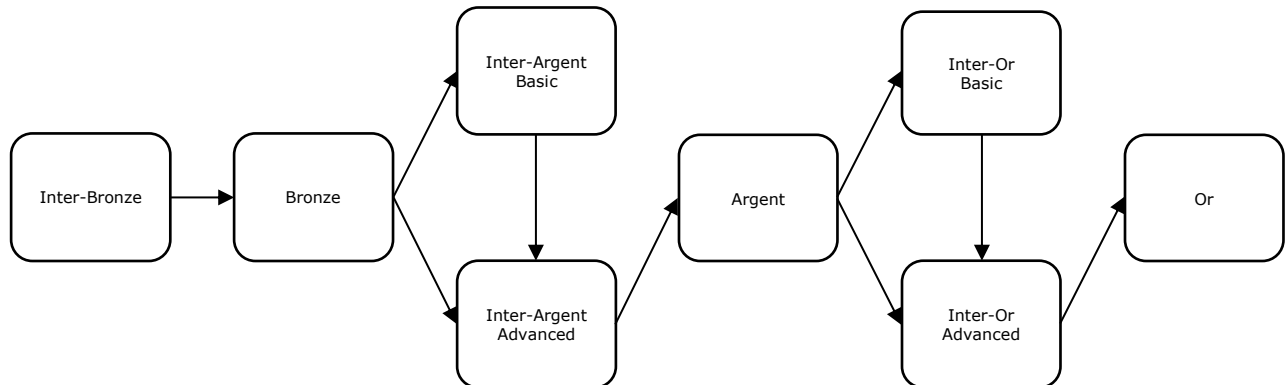 Inter-Bronze
Bronze
Inter-Argent
Basic
Inter-Argent
Advanced
Argent
Inter-Or
Basic
Inter-Or
Advanced
Or